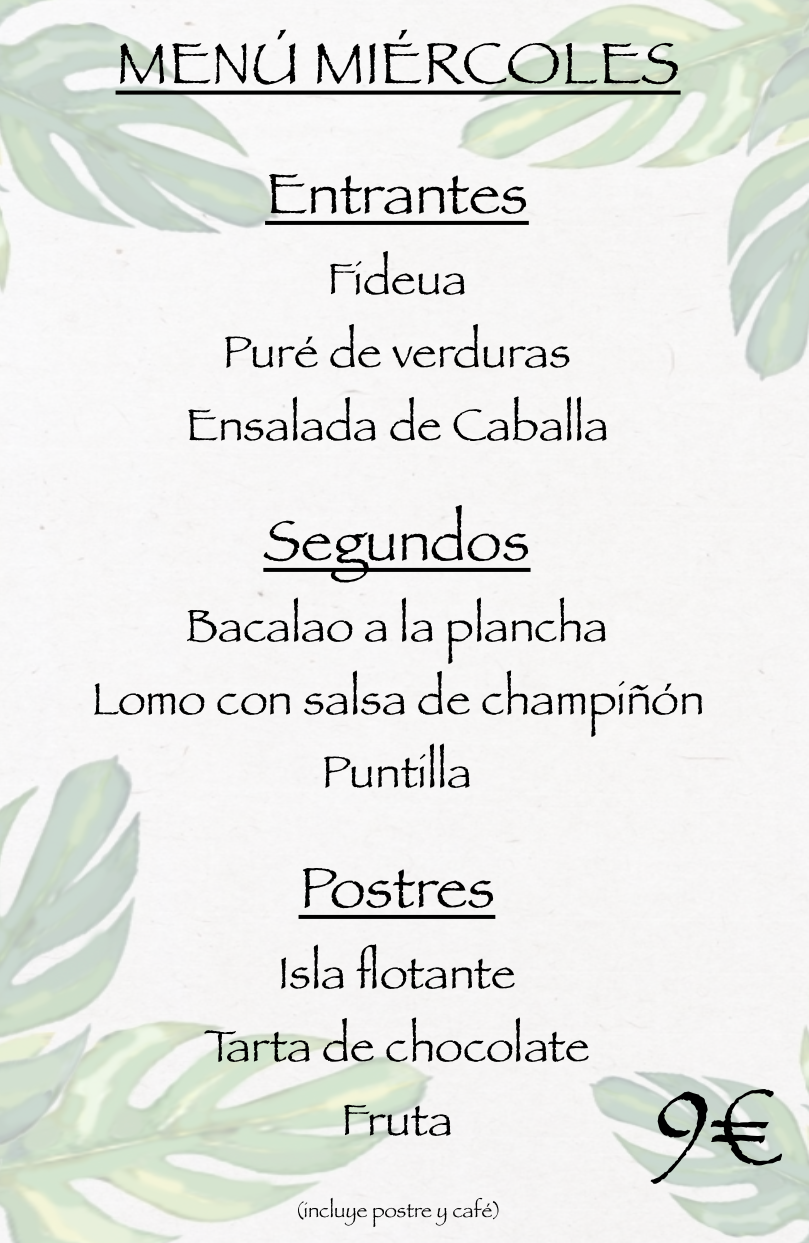 MENÚ MIÉRCOLES
Entrantes
Fideua
Puré de verduras
Ensalada de Caballa
Segundos
Bacalao a la plancha
Lomo con salsa de champiñón
Puntilla
Postres
Isla flotante
Tarta de chocolate
Fruta
9€
(incluye postre y café)